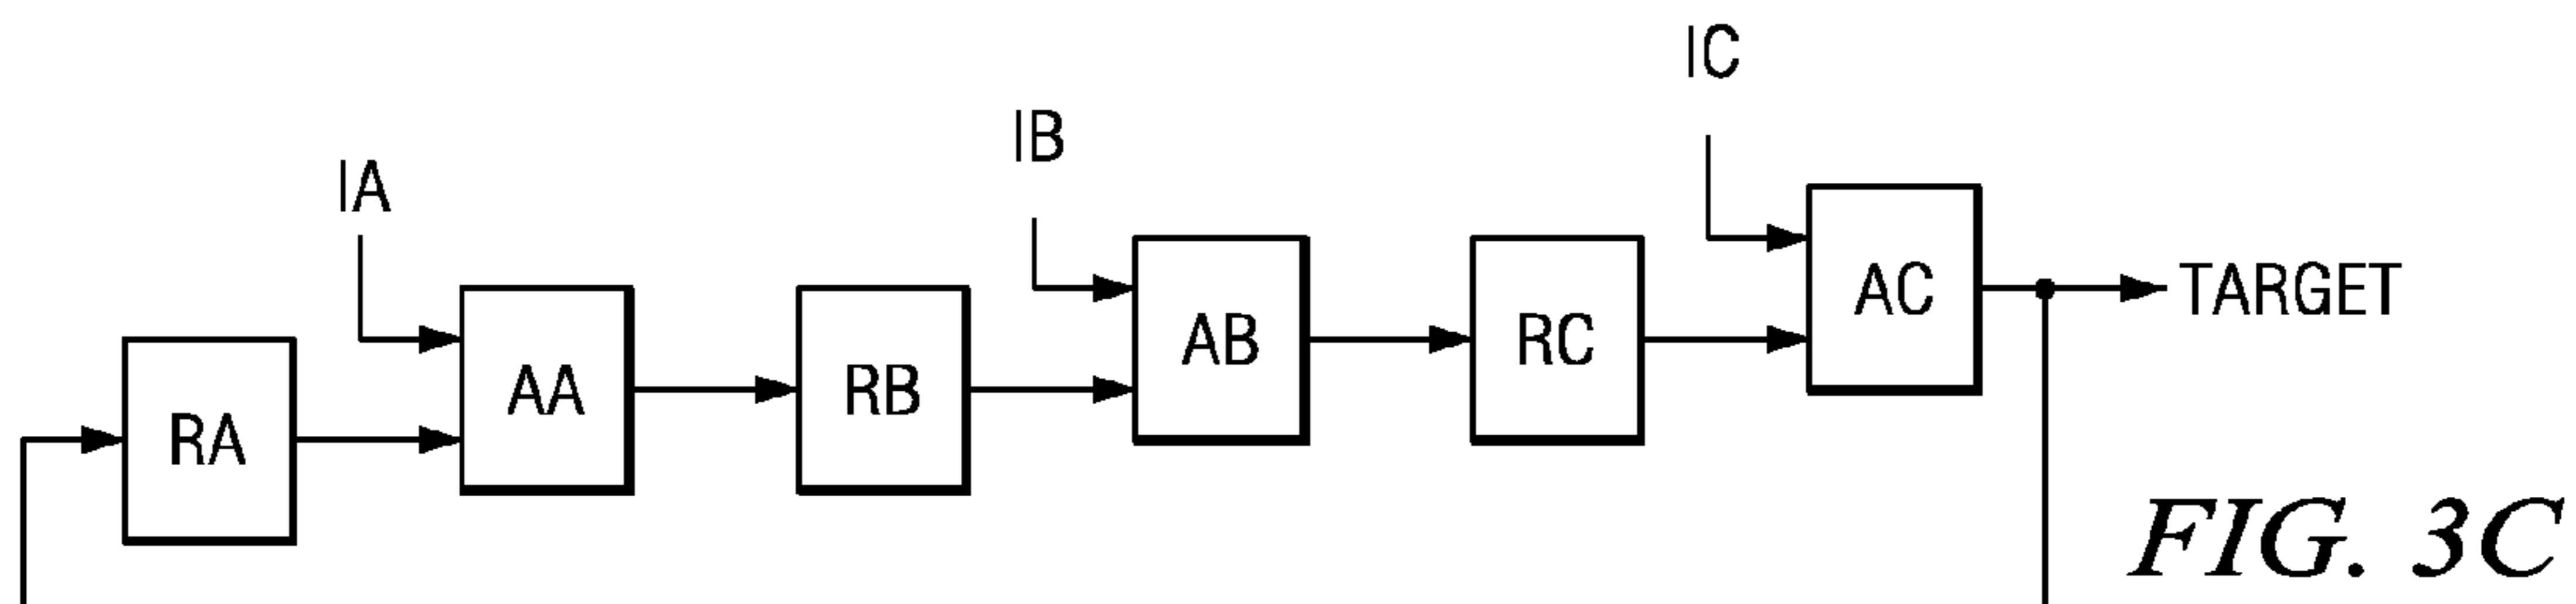 IC
IB
IA
AC
TARGET
AB
RC
AA
RB
RA
FIG. 3C